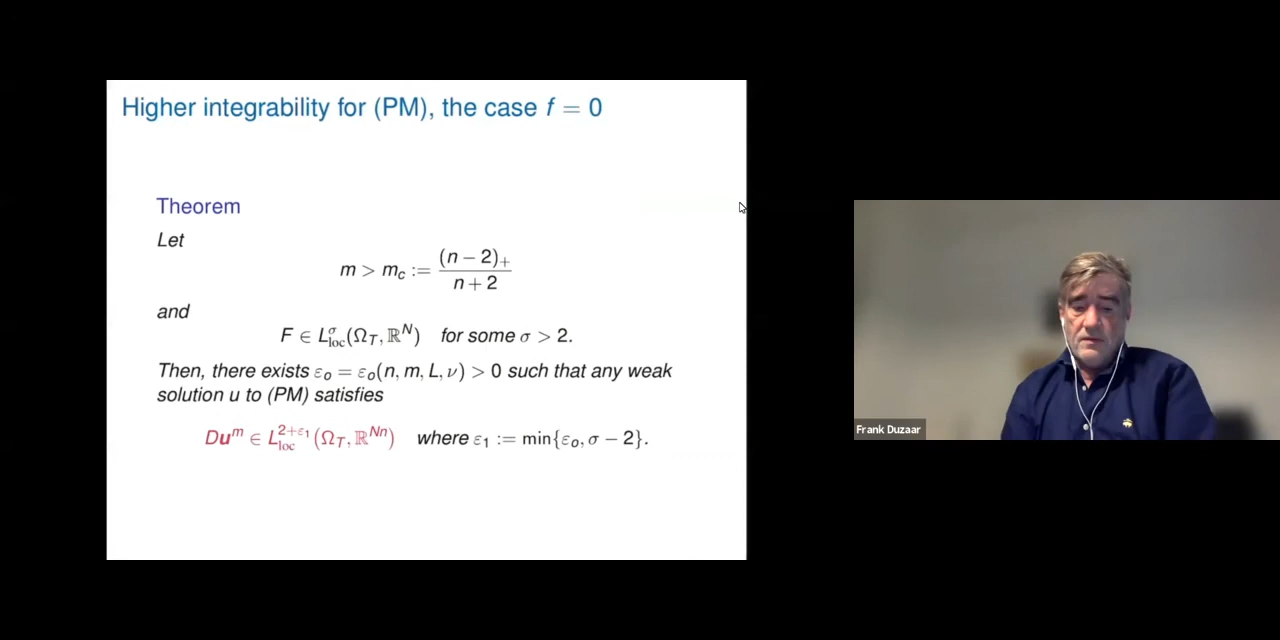 Higher integrability for (PM), the case f = 0
Theorem
Let
m > m_c := (n − 2)_+ / (n + 2)
and
F ∈ L^σ_loc(Ω_T, ℝ^N) for some σ > 2.
Then, there exists ε_o = ε_o(n, m, L, ν) > 0 such that any weak
solution u to (PM) satisfies
Du^m ∈ L^{2+ε_1}_loc(Ω_T, ℝ^{Nn}) where ε_1 := min{ε_o, σ − 2}.
Frank Duzaar